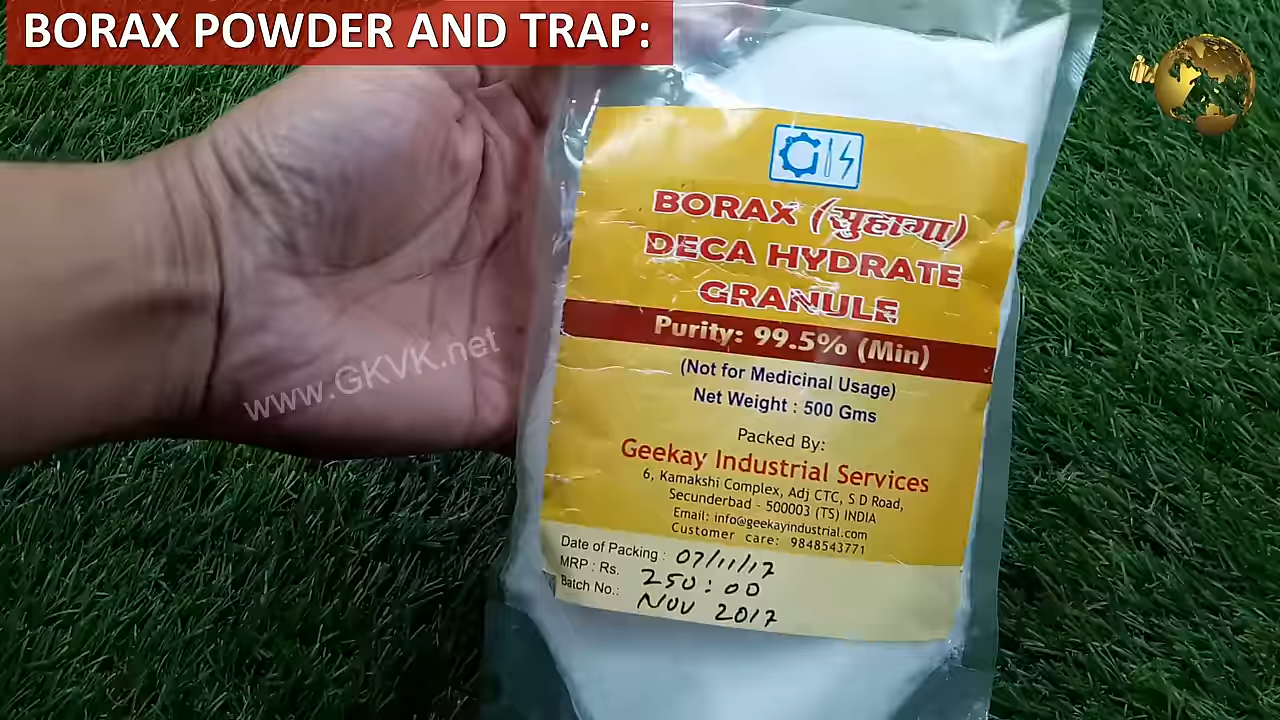 BORAX POWDER AND TRAP:
BORAX (सुहागा)
DECA HYDRATE
GRANULE
Purity: 99.5% (Min)
(Not for Medicinal Usage)
Net Weight : 500 Gms
Packed By:
Geekay Industrial Services
6, Kamakshi Complex, Adj CTC, S D Road,
Secunderbad - 500003 (TS) INDIA
Email: info@geekayindustrial.com
Customer care: 9848543771
Date of Packing : 07/11/17
MRP : Rs. 250:00
Batch No.: NOV 2017
www.GKVK.net